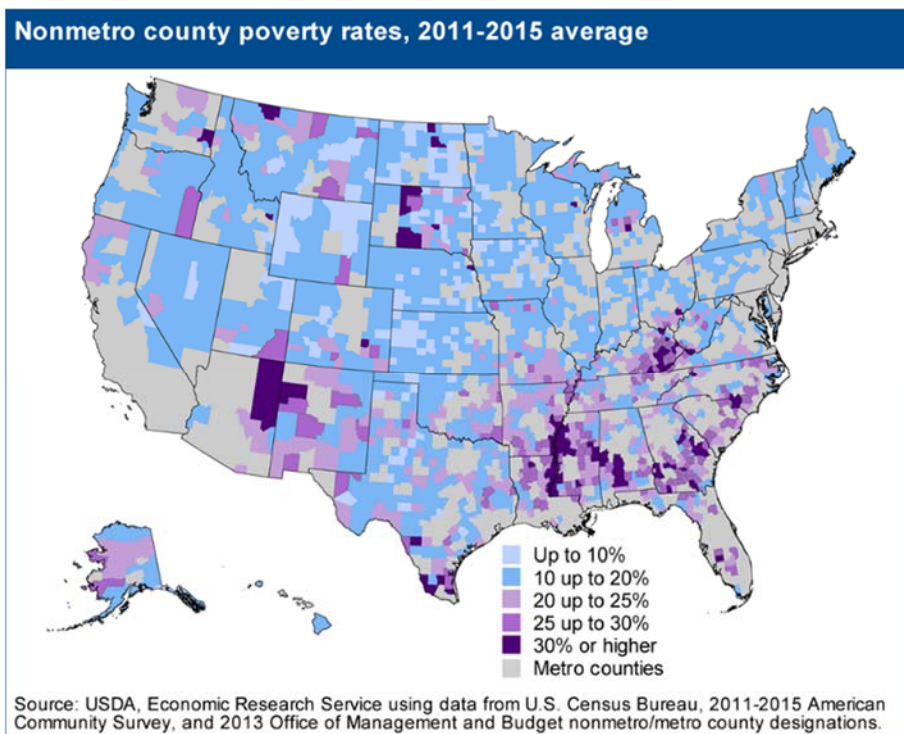 Nonmetro county poverty rates, 2011-2015 average
Up to 10%
10 up to 20%
20 up to 25%
25 up to 30%
30% or higher
Metro counties
Source: USDA, Economic Research Service using data from U.S. Census Bureau, 2011-2015 American
Community Survey, and 2013 Office of Management and Budget nonmetro/metro county designations.